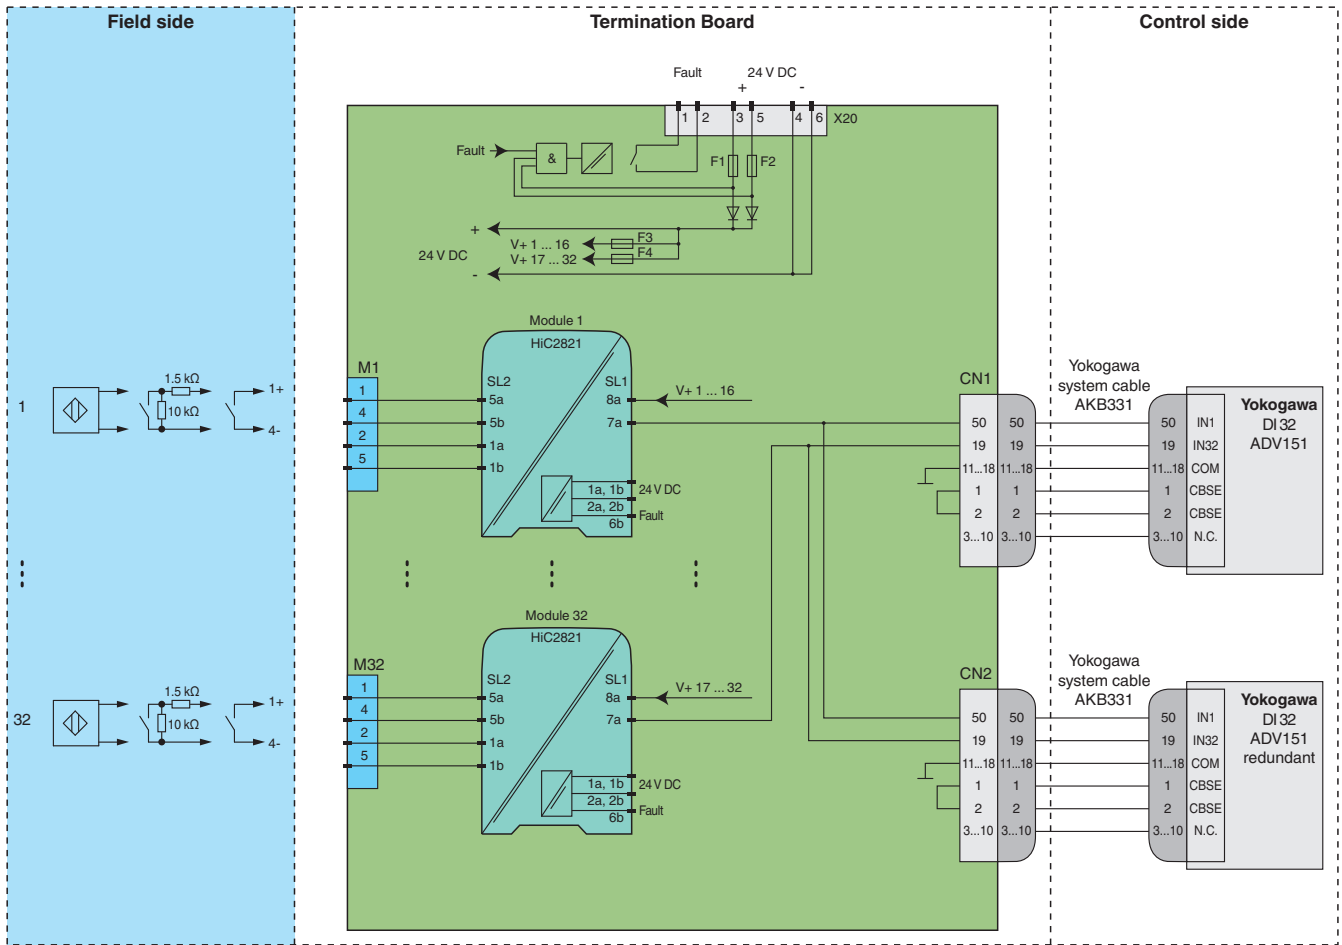 Field side
Termination Board
Control side
Fault
24 V DC
+
-
1
2
3
5
4
6
X20
Fault
&
F1
F2
+
24 V DC
-
V+ 1 ... 16
V+ 17 ... 32
F3
F4
1
1.5 kΩ
10 kΩ
1+
4-
M1
1
4
2
5
Module 1
HiC2821
SL2
5a
5b
1a
1b
SL1
8a
7a
V+ 1 ... 16
1a, 1b
2a, 2b
6b
24 V DC
Fault
CN1
50 50
19 19
11...18 11...18
1 1
2 2
3...10 3...10
Yokogawa
system cable
AKB331
50 IN1
19 IN32
11...18 COM
1 CBSE
2 CBSE
3...10 N.C.
Yokogawa
DI 32
ADV151
32
1.5 kΩ
10 kΩ
1+
4-
M32
1
4
2
5
Module 32
HiC2821
SL2
5a
5b
1a
1b
SL1
8a
7a
V+ 17 ... 32
1a, 1b
2a, 2b
6b
24 V DC
Fault
CN2
50 50
19 19
11...18 11...18
1 1
2 2
3...10 3...10
Yokogawa
system cable
AKB331
50 IN1
19 IN32
11...18 COM
1 CBSE
2 CBSE
3...10 N.C.
Yokogawa
DI 32
ADV151
redundant